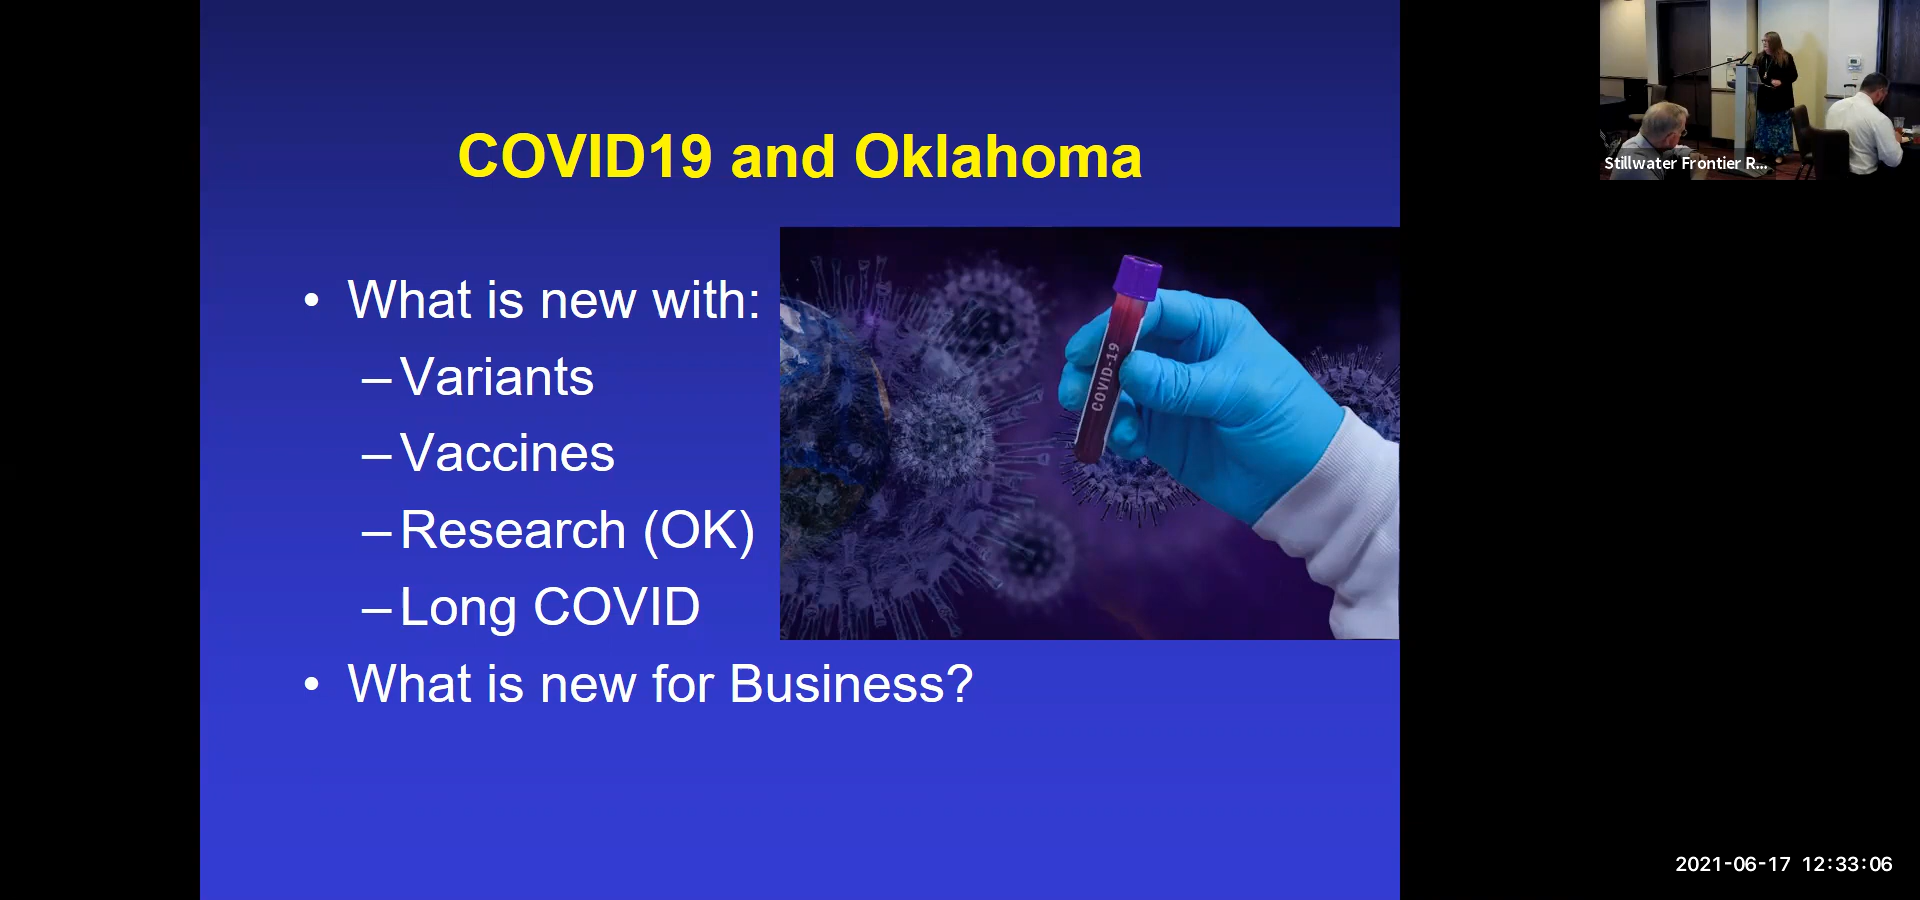 COVID19 and Oklahoma
• What is new with:
– Variants
– Vaccines
– Research (OK)
– Long COVID
• What is new for Business?
COVID-19
Stillwater Frontier R...
2021-06-17 12:33:06